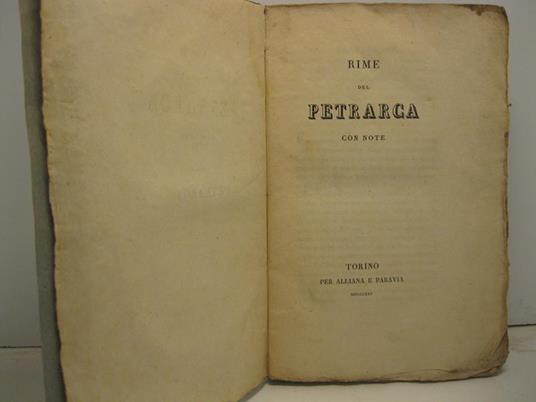 RIME
DEL
PETRARCA
CON NOTE
TORINO
PER ALLIANA E PARAVIA